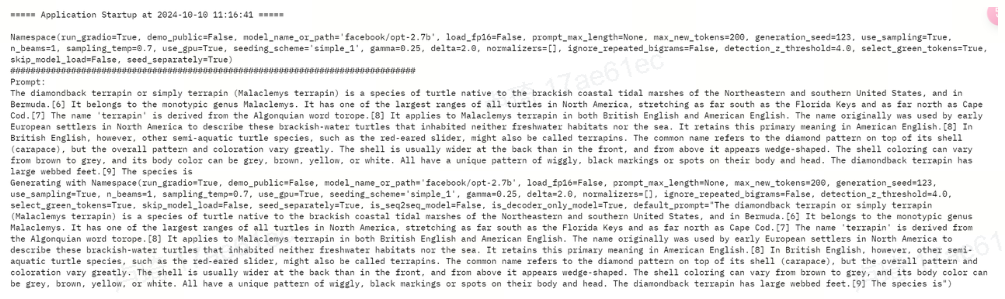 ===== Application Startup at 2024-10-10 11:16:41 =====
Namespace(run_gradio=True, demo_public=False, model_name_or_path='facebook/opt-2.7b', load_fp16=False, prompt_max_length=None, max_new_tokens=200, generation_seed=123, use_sampling=True,
n_beams=1, sampling_temp=0.7, use_gpu=True, seeding_scheme='simple_1', gamma=0.25, delta=2.0, normalizers=[], ignore_repeated_bigrams=False, detection_z_threshold=4.0, select_green_tokens=True,
skip_model_load=False, seed_separately=True)
################################################################################
Prompt:
The diamondback terrapin or simply terrapin (Malaclemys terrapin) is a species of turtle native to the brackish coastal tidal marshes of the Northeastern and southern United States, and in
Bermuda.[6] It belongs to the monotypic genus Malaclemys. It has one of the largest ranges of all turtles in North America, stretching as far south as the Florida Keys and as far north as Cape
Cod.[7] The name 'terrapin' is derived from the Algonquian word torope.[8] It applies to Malaclemys terrapin in both British English and American English. The name originally was used by early
European settlers in North America to describe these brackish-water turtles that inhabited neither freshwater habitats nor the sea. It retains this primary meaning in American English.[8] In
British English, however, other semi-aquatic turtle species, such as the red-eared slider, might also be called terrapins. The common name refers to the diamond pattern on top of its shell
(carapace), but the overall pattern and coloration vary greatly. The shell is usually wider at the back than in the front, and from above it appears wedge-shaped. The shell coloring can vary
from brown to grey, and its body color can be grey, brown, yellow, or white. All have a unique pattern of wiggly, black markings or spots on their body and head. The diamondback terrapin has
large webbed feet.[9] The species is
Generating with Namespace(run_gradio=True, demo_public=False, model_name_or_path='facebook/opt-2.7b', load_fp16=False, prompt_max_length=None, max_new_tokens=200, generation_seed=123,
use_sampling=True, n_beams=1, sampling_temp=0.7, use_gpu=True, seeding_scheme='simple_1', gamma=0.25, delta=2.0, normalizers=[], ignore_repeated_bigrams=False, detection_z_threshold=4.0,
select_green_tokens=True, skip_model_load=False, seed_separately=True, is_seq2seq_model=False, is_decoder_only_model=True, default_prompt="The diamondback terrapin or simply terrapin
(Malaclemys terrapin) is a species of turtle native to the brackish coastal tidal marshes of the Northeastern and southern United States, and in Bermuda.[6] It belongs to the monotypic genus
Malaclemys. It has one of the largest ranges of all turtles in North America, stretching as far south as the Florida Keys and as far north as Cape Cod.[7] The name 'terrapin' is derived from
the Algonquian word torope.[8] It applies to Malaclemys terrapin in both British English and American English. The name originally was used by early European settlers in North America to
describe these brackish-water turtles that inhabited neither freshwater habitats nor the sea. It retains this primary meaning in American English.[8] In British English, however, other semi-
aquatic turtle species, such as the red-eared slider, might also be called terrapins. The common name refers to the diamond pattern on top of its shell (carapace), but the overall pattern and
coloration vary greatly. The shell is usually wider at the back than in the front, and from above it appears wedge-shaped. The shell coloring can vary from brown to grey, and its body color can
be grey, brown, yellow, or white. All have a unique pattern of wiggly, black markings or spots on their body and head. The diamondback terrapin has large webbed feet.[9] The species is")